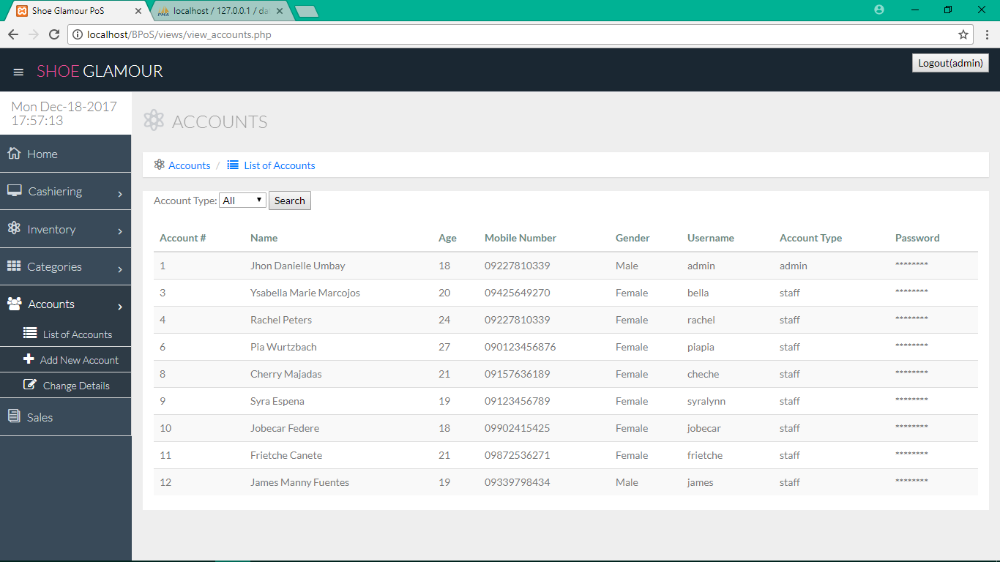 Shoe Glamour PoS
localhost / 127.0.0.1 / da
localhost/BPoS/views/view_accounts.php
SHOE GLAMOUR
Logout(admin)
Mon Dec-18-2017
17:57:13
Home
Cashiering
Inventory
Categories
Accounts
List of Accounts
Add New Account
Change Details
Sales
ACCOUNTS
Accounts / List of Accounts
Account Type: All Search
Account # Name Age Mobile Number Gender Username Account Type Password
1 Jhon Danielle Umbay 18 09227810339 Male admin admin ********
3 Ysabella Marie Marcojos 20 09425649270 Female bella staff ********
4 Rachel Peters 24 09227810339 Female rachel staff ********
6 Pia Wurtzbach 27 090123456876 Female piapia staff ********
8 Cherry Majadas 21 09157636189 Female cheche staff ********
9 Syra Espena 19 09123456789 Female syralynn staff ********
10 Jobecar Federe 18 09902415425 Female jobecar staff ********
11 Frietche Canete 21 09872536271 Female frietche staff ********
12 James Manny Fuentes 19 09339798434 Male james staff ********